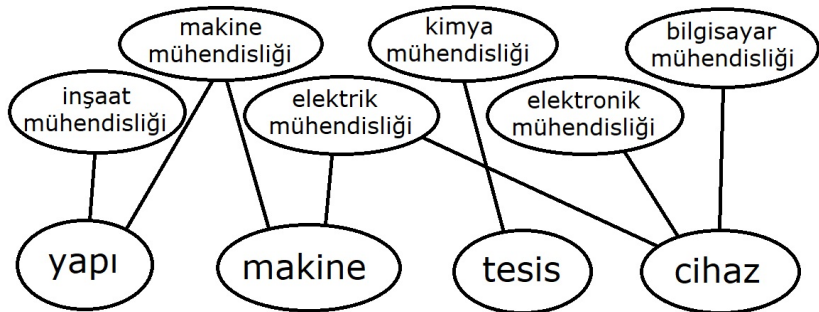 makine
mühendisliği
kimya
mühendisliği
bilgisayar
mühendisliği
inşaat
mühendisliği
elektrik
mühendisliği
elektronik
mühendisliği
yapı
makine
tesis
cihaz